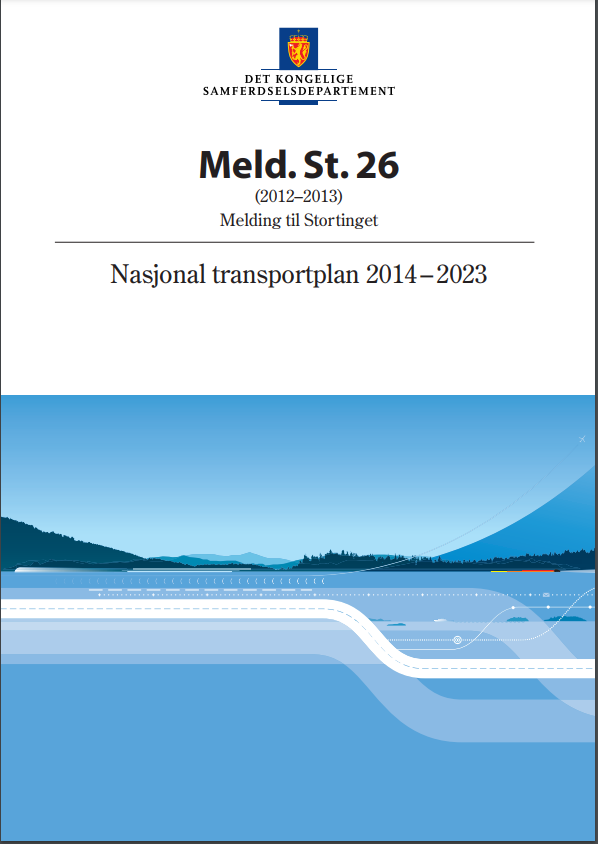 DET KONGELIGE
SAMFERDSELSDEPARTEMENT
Meld. St. 26
(2012–2013)
Melding til Stortinget
Nasjonal transportplan 2014–2023